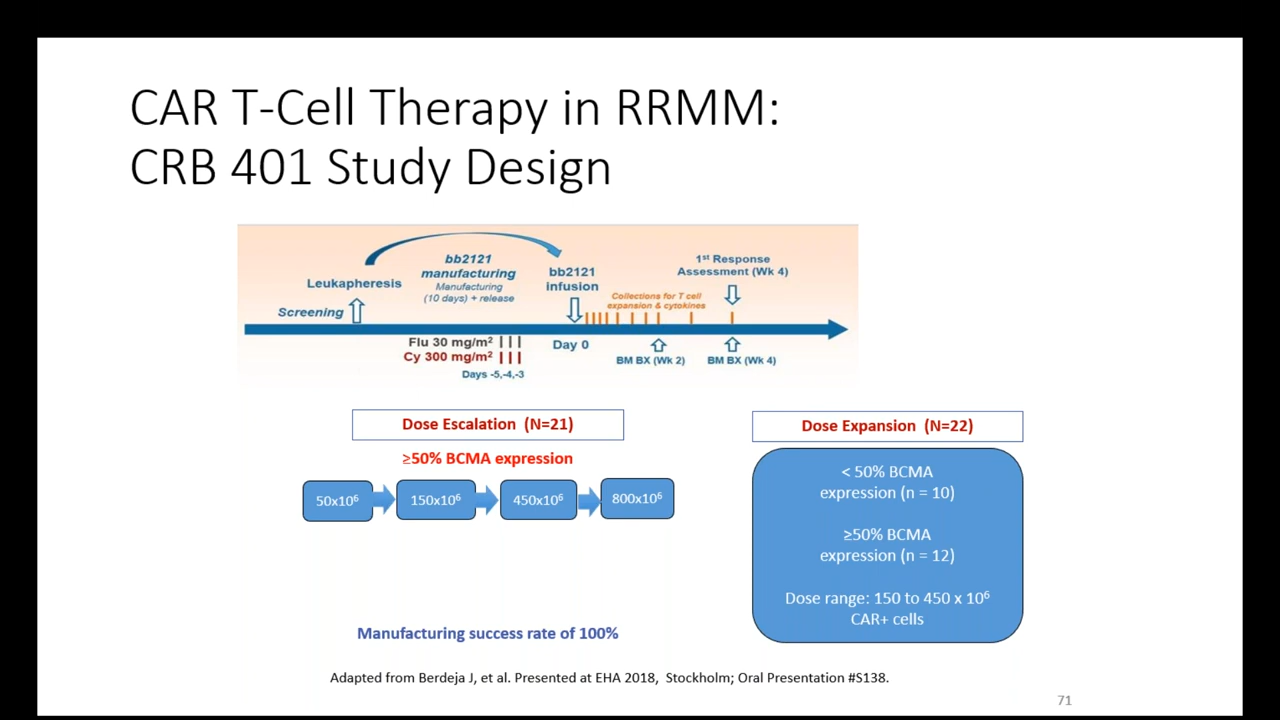 CAR T-Cell Therapy in RRMM:
CRB 401 Study Design
Screening
Leukapheresis
bb2121
manufacturing
Manufacturing
(10 days) + release
bb2121
infusion
Collections for T cell
expansion & cytokines
1st Response
Assessment (Wk 4)
Flu 30 mg/m²
Cy 300 mg/m²
Days -5,-4,-3
Day 0
BM BX (Wk 2)
BM BX (Wk 4)
Dose Escalation (N=21)
≥50% BCMA expression
50x10⁶
150x10⁶
450x10⁶
800x10⁶
Manufacturing success rate of 100%
Dose Expansion (N=22)
< 50% BCMA
expression (n = 10)
≥50% BCMA
expression (n = 12)
Dose range: 150 to 450 x 10⁶
CAR+ cells
Adapted from Berdeja J, et al. Presented at EHA 2018, Stockholm; Oral Presentation #S138.
71